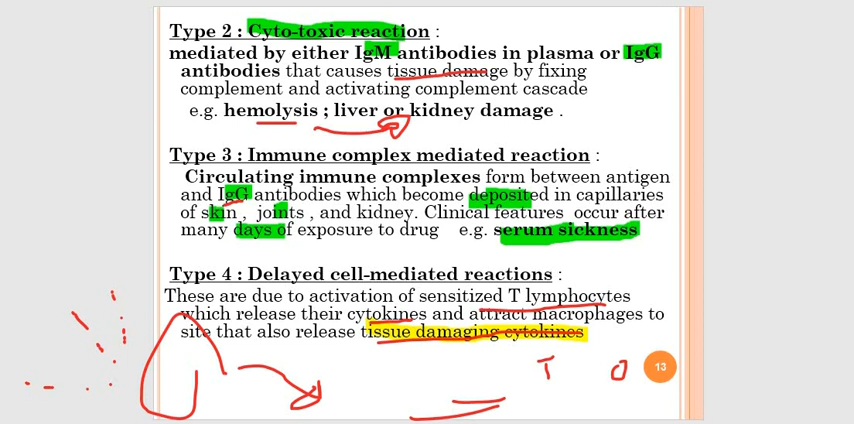 Type 2 : Cyto-toxic reaction :
mediated by either IgM antibodies in plasma or IgG
antibodies that causes tissue damage by fixing
complement and activating complement cascade
e.g. hemolysis ; liver or kidney damage .
Type 3 : Immune complex mediated reaction :
Circulating immune complexes form between antigen
and IgG antibodies which become deposited in capillaries
of skin , joints , and kidney. Clinical features occur after
many days of exposure to drug e.g. serum sickness
Type 4 : Delayed cell-mediated reactions :
These are due to activation of sensitized T lymphocytes
which release their cytokines and attract macrophages to
site that also release tissue damaging cytokines
T O
13